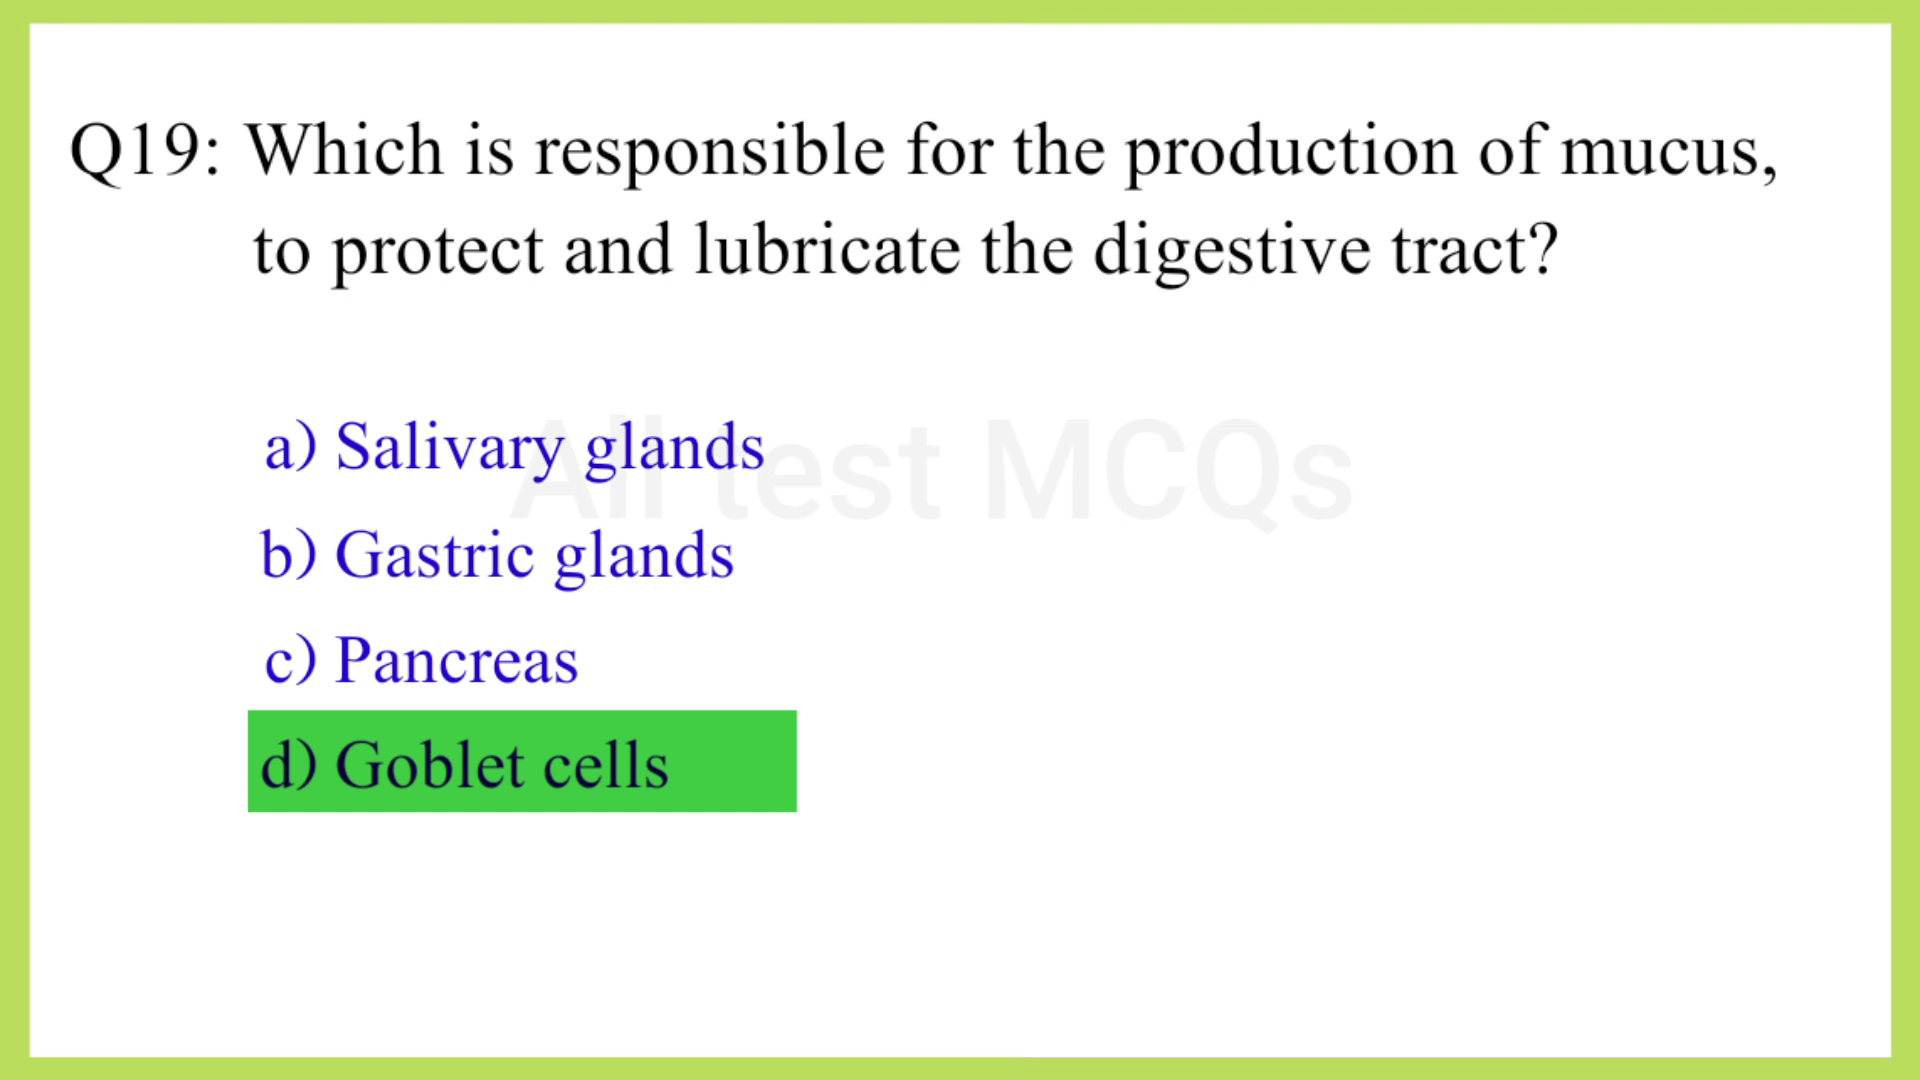 Q19: Which is responsible for the production of mucus,
to protect and lubricate the digestive tract?
All test MCQs
a) Salivary glands
b) Gastric glands
c) Pancreas
d) Goblet cells